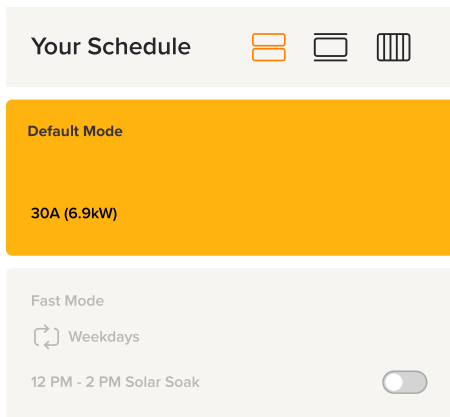 Your Schedule
Default Mode
30A (6.9kW)
Fast Mode
Weekdays
12 PM - 2 PM Solar Soak